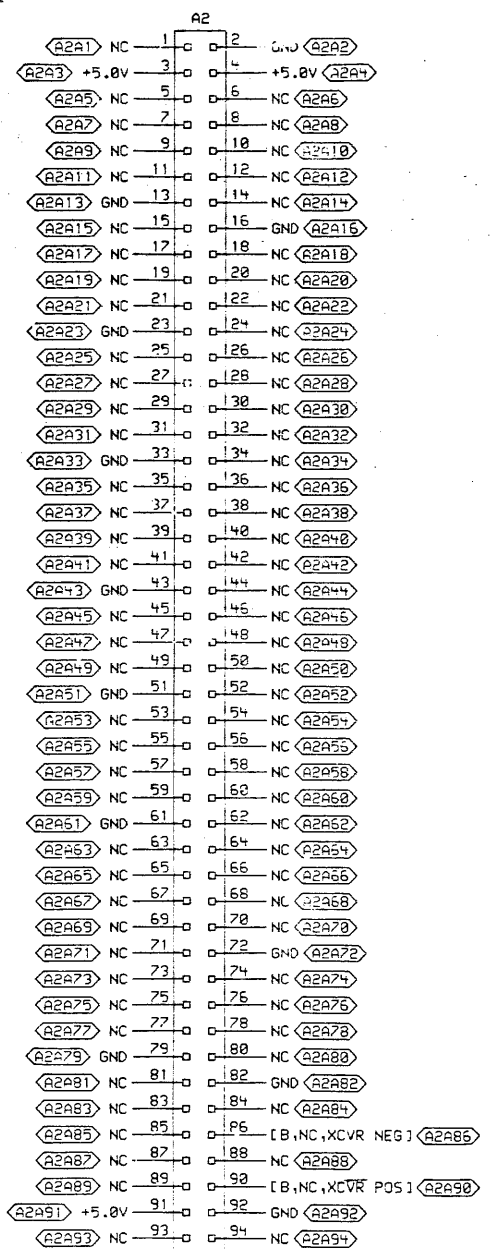 A2
A2A1 NC 1 2 GND A2A2
A2A3 +5.0V 3 4 +5.0V A2A4
A2A5 NC 5 6 NC A2A6
A2A7 NC 7 8 NC A2A8
A2A9 NC 9 10 NC A2A10
A2A11 NC 11 12 NC A2A12
A2A13 GND 13 14 NC A2A14
A2A15 NC 15 16 GND A2A16
A2A17 NC 17 18 NC A2A18
A2A19 NC 19 20 NC A2A20
A2A21 NC 21 22 NC A2A22
A2A23 GND 23 24 NC A2A24
A2A25 NC 25 26 NC A2A26
A2A27 NC 27 28 NC A2A28
A2A29 NC 29 30 NC A2A30
A2A31 NC 31 32 NC A2A32
A2A33 GND 33 34 NC A2A34
A2A35 NC 35 36 NC A2A36
A2A37 NC 37 38 NC A2A38
A2A39 NC 39 40 NC A2A40
A2A41 NC 41 42 NC A2A42
A2A43 GND 43 44 NC A2A44
A2A45 NC 45 46 NC A2A46
A2A47 NC 47 48 NC A2A48
A2A49 NC 49 50 NC A2A50
A2A51 GND 51 52 NC A2A52
A2A53 NC 53 54 NC A2A54
A2A55 NC 55 56 NC A2A56
A2A57 NC 57 58 NC A2A58
A2A59 NC 59 60 NC A2A60
A2A61 GND 61 62 NC A2A62
A2A63 NC 63 64 NC A2A64
A2A65 NC 65 66 NC A2A66
A2A67 NC 67 68 NC A2A68
A2A69 NC 69 70 NC A2A70
A2A71 NC 71 72 GND A2A72
A2A73 NC 73 74 NC A2A74
A2A75 NC 75 76 NC A2A76
A2A77 NC 77 78 NC A2A78
A2A79 GND 79 80 NC A2A80
A2A81 NC 81 82 GND A2A82
A2A83 NC 83 84 NC A2A84
A2A85 NC 85 86 [B,NC,XCVR NEG] A2A86
A2A87 NC 87 88 NC A2A88
A2A89 NC 89 90 [B,NC,XCVR POS] A2A90
A2A91 +5.0V 91 92 GND A2A92
A2A93 NC 93 94 NC A2A94